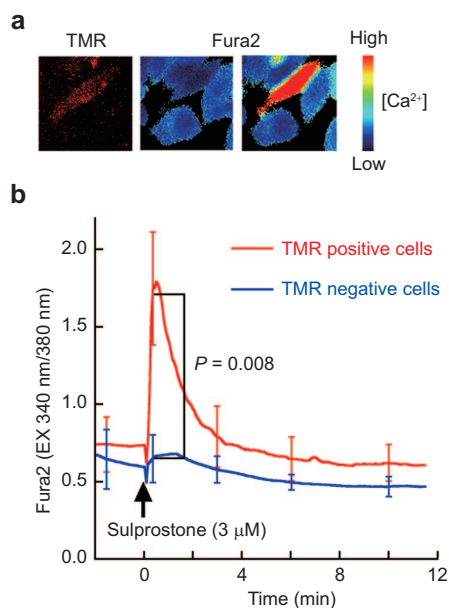 a
TMR
Fura2
High
[Ca²⁺]
Low
b
Fura2 (EX 340 nm/380 nm)
2.0
1.5
1.0
0.5
0.0
TMR positive cells
TMR negative cells
P = 0.008
Sulprostone (3 μM)
0
4
8
12
Time (min)